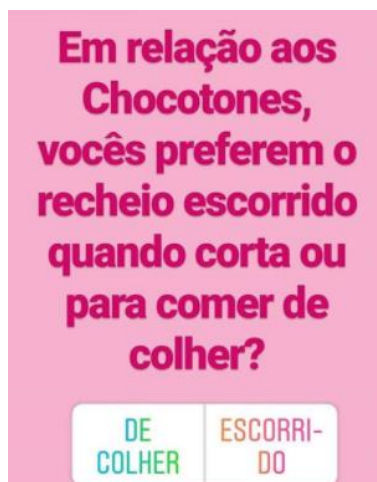 Em relação aos
Chocotones,
vocês preferem o
recheio escorrido
quando corta ou
para comer de
colher?
DE
COLHER
ESCORRI-
DO